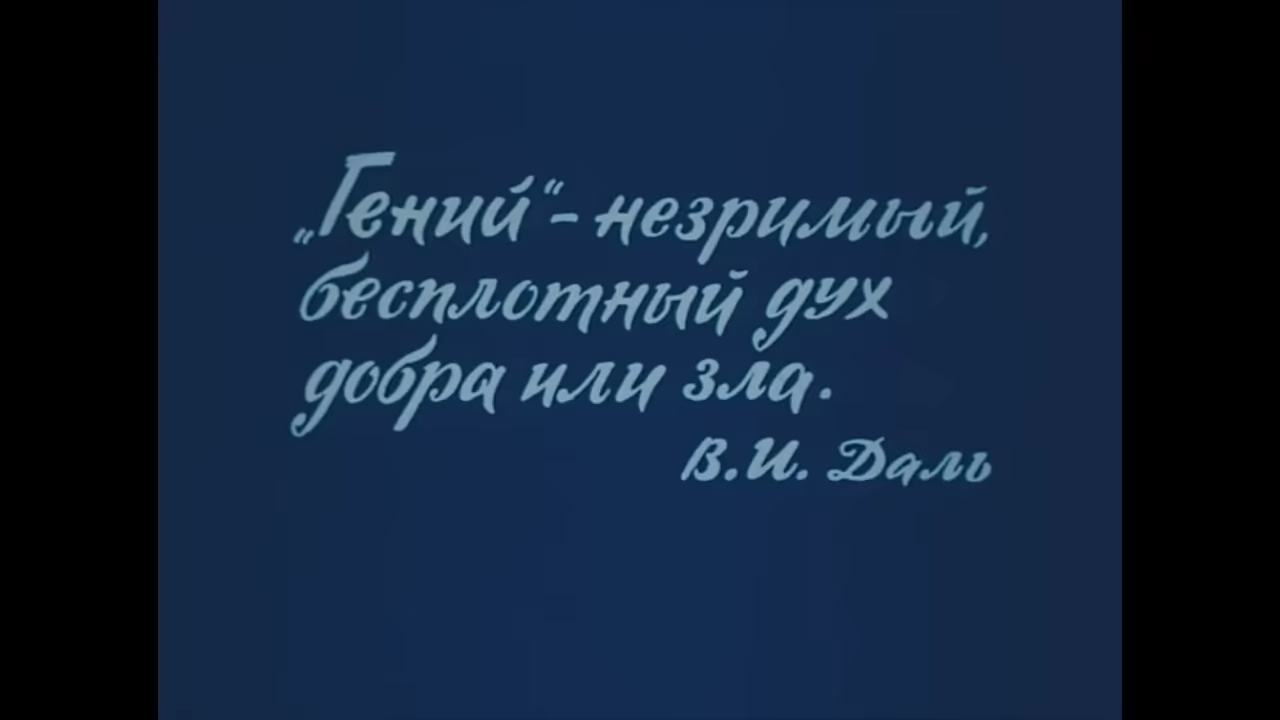 „Гений“ - незримый,
бесплотный дух
добра или зла.
В.И. Даль